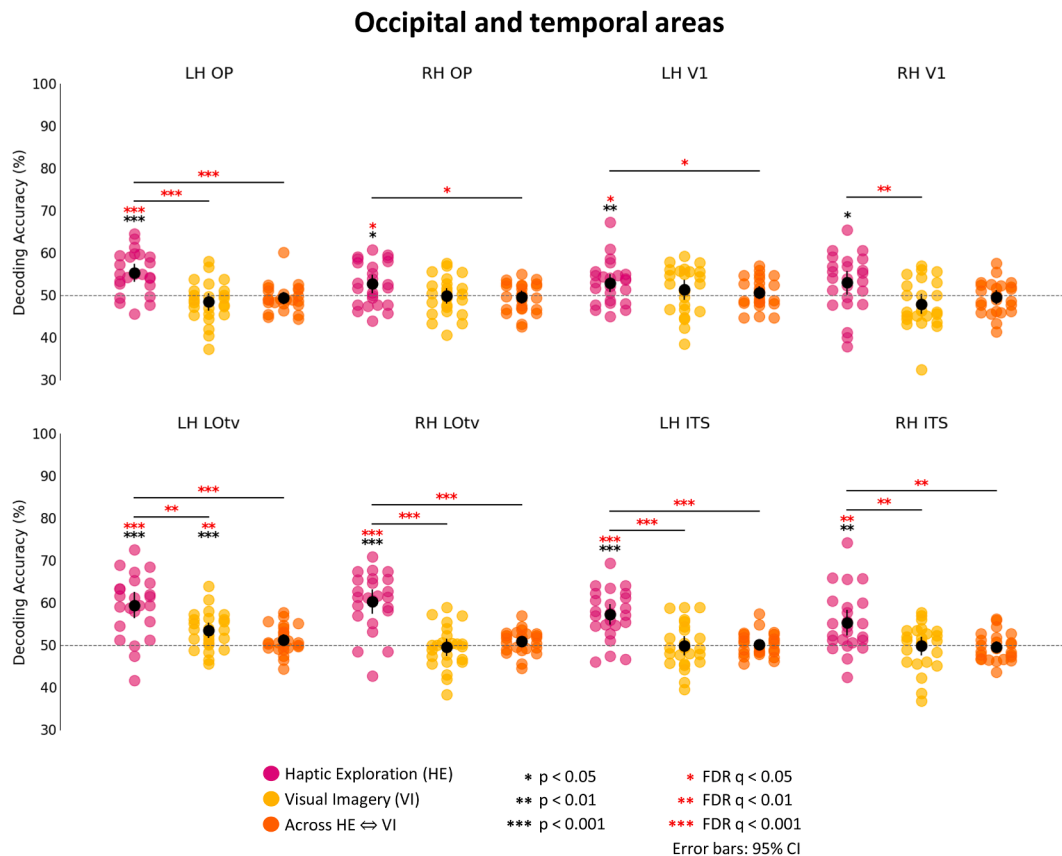 Occipital and temporal areas
LH OP
RH OP
LH V1
RH V1
Decoding Accuracy (%)
100
90
80
70
60
50
40
30
***
***
*
*
**
***
***
*
*
*
**
*
LH LOtv
RH LOtv
LH ITS
RH ITS
Decoding Accuracy (%)
100
90
80
70
60
50
40
30
***
**
***
***
***
***
**
**
***
***
**
***
***
***
***
***
**
**
Haptic Exploration (HE)
Visual Imagery (VI)
Across HE ⇔ VI
* p < 0.05
** p < 0.01
*** p < 0.001
* FDR q < 0.05
** FDR q < 0.01
*** FDR q < 0.001
Error bars: 95% CI